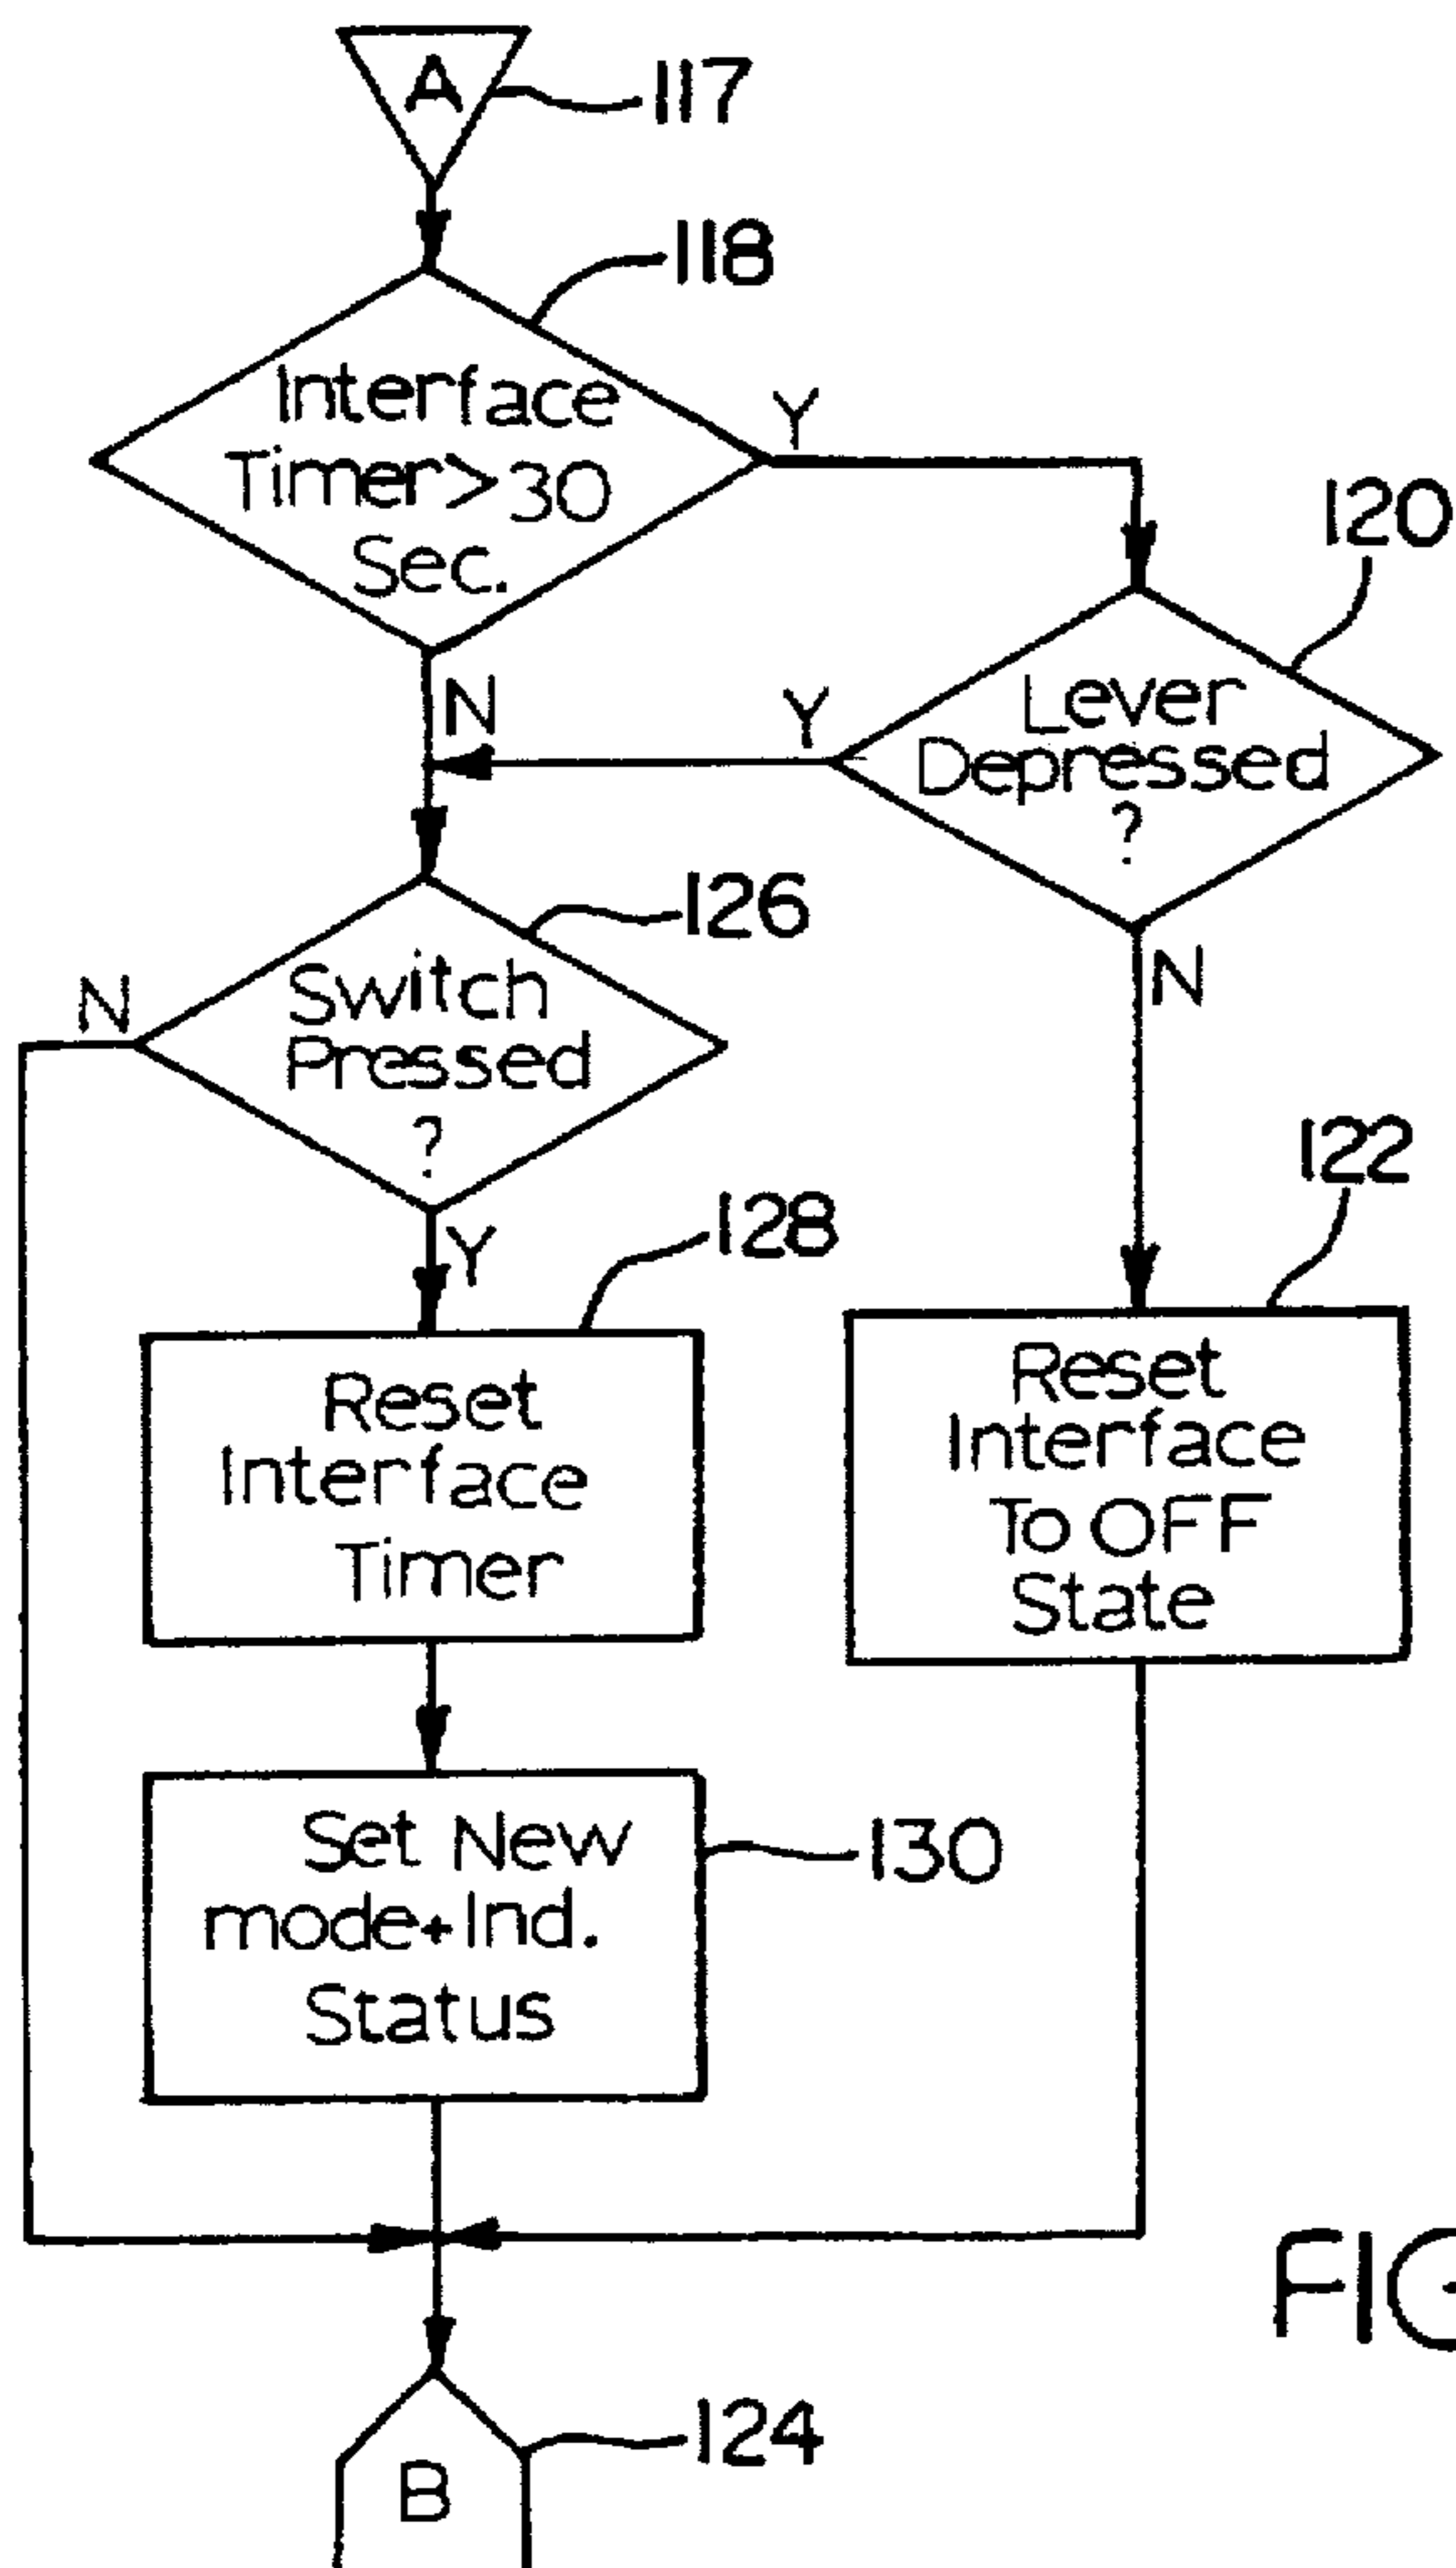 A
117
118
Interface
Timer>30
Sec.
Y
N
120
Lever
Depressed
?
Y
N
126
Switch
Pressed
?
N
Y
128
Reset
Interface
Timer
122
Reset
Interface
To OFF
State
Set New
mode+Ind.
Status
130
124
B